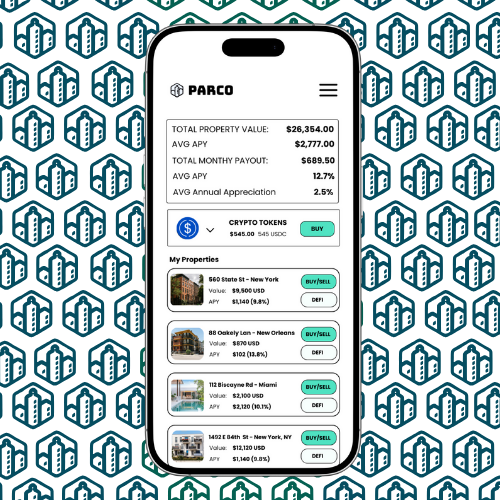 PARCO
TOTAL PROPERTY VALUE: $26,354.00
AVG APY $2,777.00
TOTAL MONTHY PAYOUT: $689.50
AVG APY 12.7%
AVG Annual Appreciation 2.5%
CRYPTO TOKENS
$545.00 545 USDC
BUY
My Properties
560 State St - New York
Value: $9,500 USD
APY $1,140 (9.8%)
BUY/SELL
DEFI
88 Oakely Lan - New Orleans
Value: $870 USD
APY $102 (13.8%)
BUY/SELL
DEFI
112 Biscayne Rd - Miami
Value: $2,100 USD
APY $2,120 (10.1%)
BUY/SELL
DEFI
1492 E 84th St - New York, NY
Value: $12,120 USD
APY $1,140 (9.8%)
BUY/SELL
DEFI